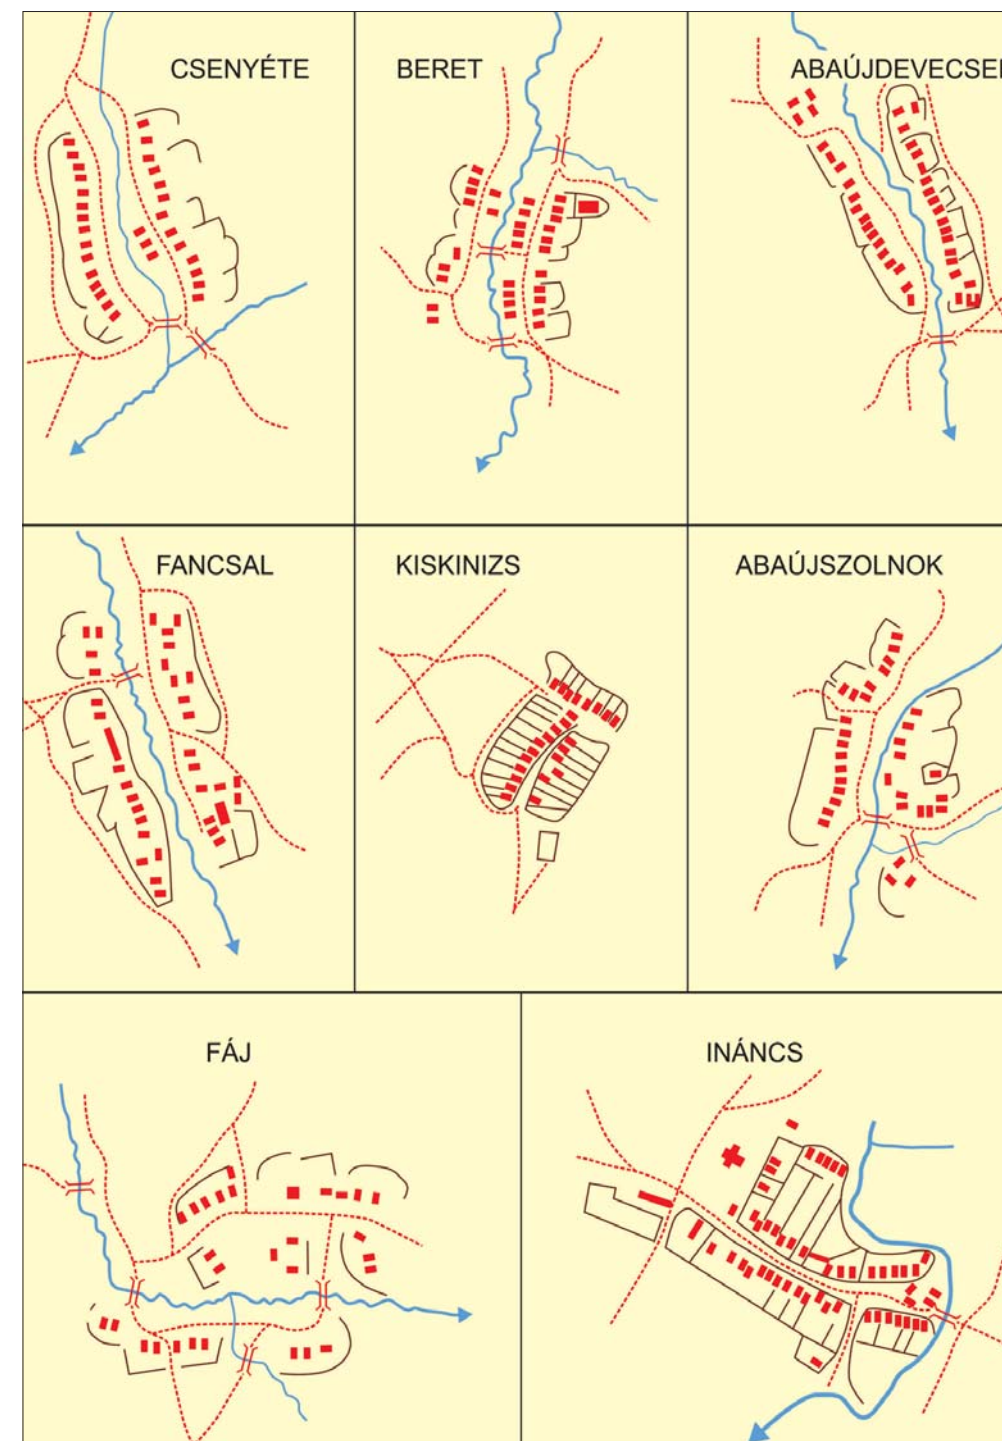 CSENYÉTE
BERET
ABAÚJDEVECSE
FANCSAL
KISKINIZS
ABAÚJSZOLNOK
FÁJ
INÁNCS